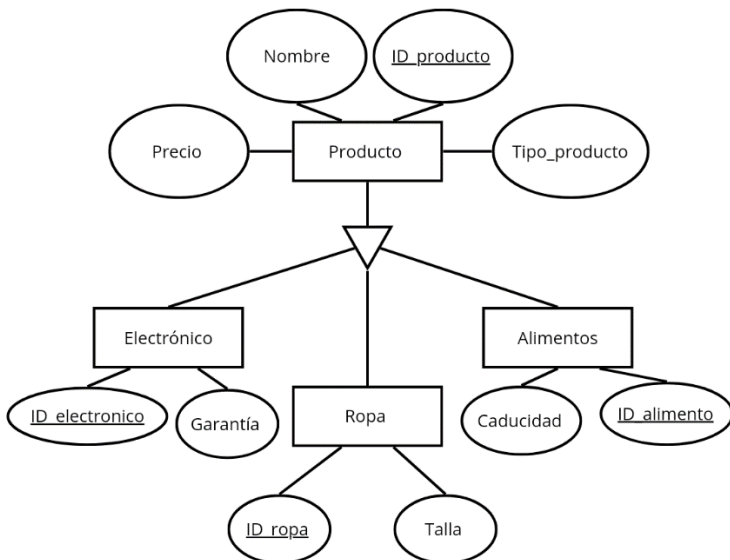 Nombre
ID_producto
Precio
Producto
Tipo_producto
Electrónico
Alimentos
ID_electronico
Garantía
Ropa
Caducidad
ID_alimento
ID_ropa
Talla